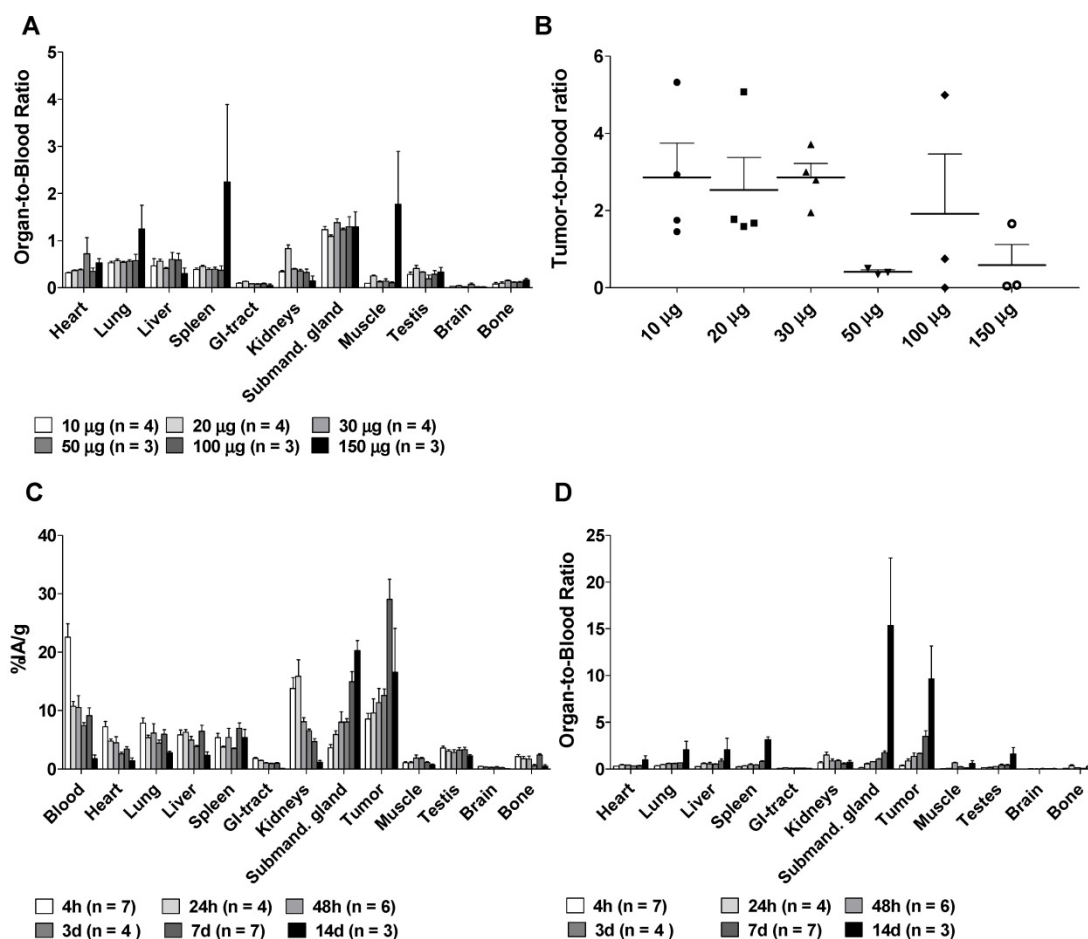 A
Organ-to-Blood Ratio
5
4
3
2
1
0
Heart
Lung
Liver
Spleen
GI-tract
Kidneys
Submand. gland
Muscle
Testis
Brain
Bone
10 µg (n = 4)
20 µg (n = 4)
30 µg (n = 4)
50 µg (n = 3)
100 µg (n = 3)
150 µg (n = 3)
B
Tumor-to-blood ratio
6
4
2
0
10 µg
20 µg
30 µg
50 µg
100 µg
150 µg
C
%IA/g
40
30
20
10
0
Blood
Heart
Lung
Liver
Spleen
GI-tract
Kidneys
Submand. gland
Tumor
Muscle
Testis
Brain
Bone
4h (n = 7)
24h (n = 4)
48h (n = 6)
3d (n = 4)
7d (n = 7)
14d (n = 3)
D
Organ-to-Blood Ratio
25
20
15
10
5
0
Heart
Lung
Liver
Spleen
GI-tract
Kidneys
Submand. gland
Tumor
Muscle
Testes
Brain
Bone
4h (n = 7)
24h (n = 4)
48h (n = 6)
3d (n = 4)
7d (n = 7)
14d (n = 3)